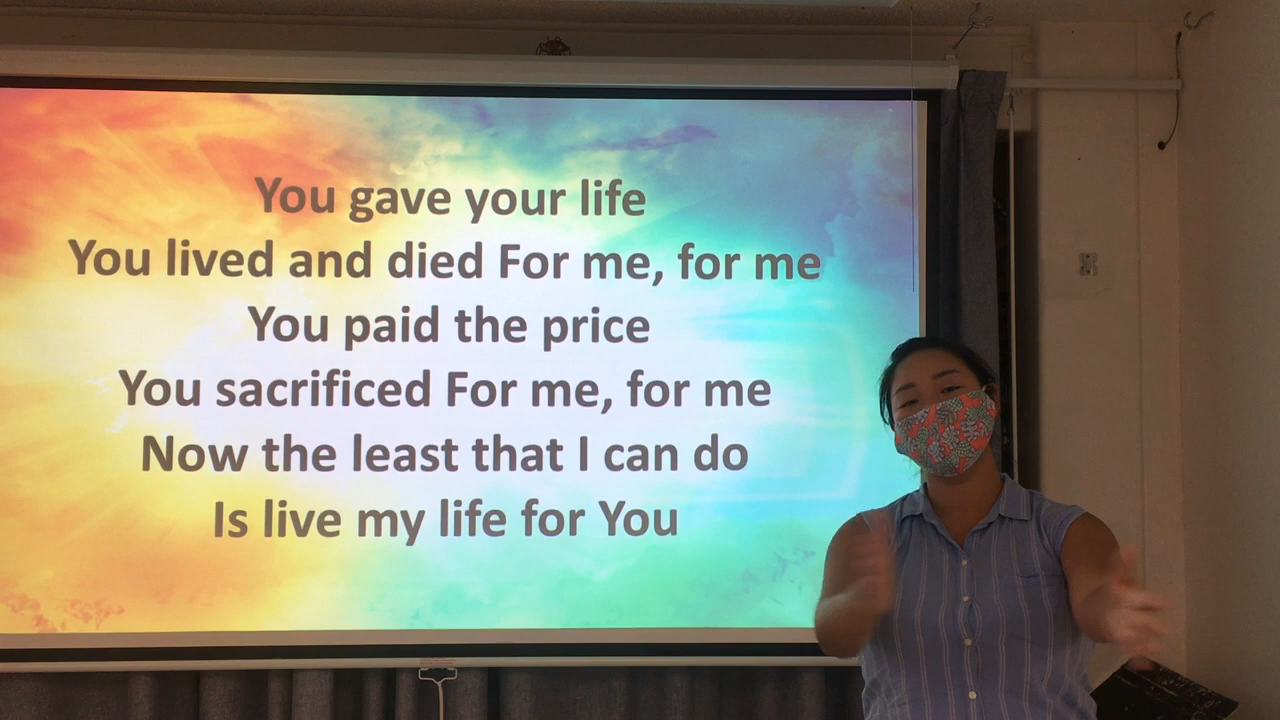 You gave your life
You lived and died For me, for me
You paid the price
You sacrificed For me, for me
Now the least that I can do
Is live my life for You